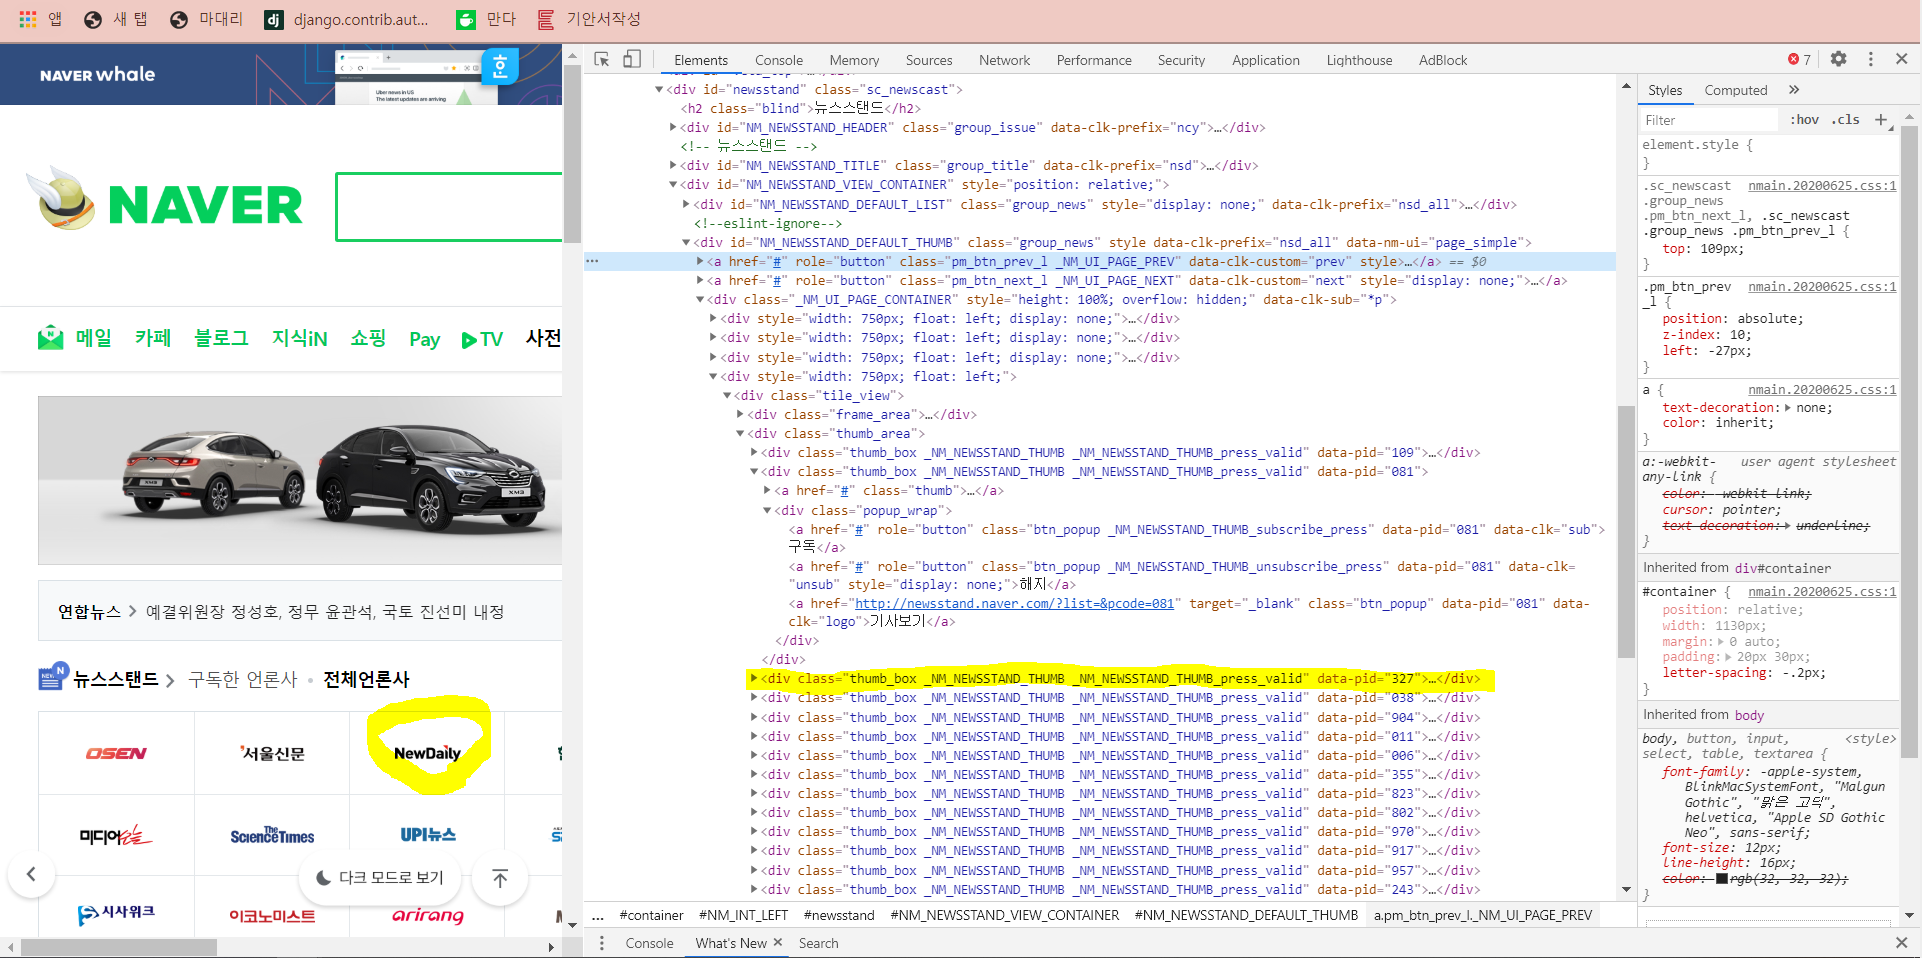 앱 새 탭 마대리 django.contrib.aut... 만다 기안서작성
NAVER whale
Uber news in US
The latest updates are arriving
훈
NAVER
메일 카페 블로그 지식iN 쇼핑 Pay TV 사전
XM3 XM3
연합뉴스 > 예결위원장 정성호, 정무 윤관석, 국토 진선미 내정
N NEWS 뉴스스탠드 > 구독한 언론사 • 전체언론사
OSEN 서울신문 NewDaily
미디어오늘 The ScienceTimes UPI뉴스
다크 모드로 보기
시사위크 이코노미스트 arirang
Elements Console Memory Sources Network Performance Security Application Lighthouse AdBlock 7
▼<div id="newsstand" class="sc_newscast">
<h2 class="blind">뉴스스탠드</h2>
▶<div id="NM_NEWSSTAND_HEADER" class="group_issue" data-clk-prefix="ncy">…</div>
<!-- 뉴스스탠드 -->
▶<div id="NM_NEWSSTAND_TITLE" class="group_title" data-clk-prefix="nsd">…</div>
▼<div id="NM_NEWSSTAND_VIEW_CONTAINER" style="position: relative;">
▶<div id="NM_NEWSSTAND_DEFAULT_LIST" class="group_news" style="display: none;" data-clk-prefix="nsd_all">…</div>
<!--eslint-ignore-->
▼<div id="NM_NEWSSTAND_DEFAULT_THUMB" class="group_news" style data-clk-prefix="nsd_all" data-nm-ui="page_simple">
… ▶<a href="#" role="button" class="pm_btn_prev_l _NM_UI_PAGE_PREV" data-clk-custom="prev" style>…</a> == $0
▶<a href="#" role="button" class="pm_btn_next_l _NM_UI_PAGE_NEXT" data-clk-custom="next" style="display: none;">…</a>
▼<div class="_NM_UI_PAGE_CONTAINER" style="height: 100%; overflow: hidden;" data-clk-sub="*p">
▶<div style="width: 750px; float: left; display: none;">…</div>
▶<div style="width: 750px; float: left; display: none;">…</div>
▶<div style="width: 750px; float: left; display: none;">…</div>
▼<div style="width: 750px; float: left;">
▼<div class="tile_view">
▶<div class="frame_area">…</div>
▼<div class="thumb_area">
▶<div class="thumb_box _NM_NEWSSTAND_THUMB _NM_NEWSSTAND_THUMB_press_valid" data-pid="109">…</div>
▼<div class="thumb_box _NM_NEWSSTAND_THUMB _NM_NEWSSTAND_THUMB_press_valid" data-pid="081">
▶<a href="#" class="thumb">…</a>
▼<div class="popup_wrap">
<a href="#" role="button" class="btn_popup _NM_NEWSSTAND_THUMB_subscribe_press" data-pid="081" data-clk="sub">
구독</a>
<a href="#" role="button" class="btn_popup _NM_NEWSSTAND_THUMB_unsubscribe_press" data-pid="081" data-clk=
"unsub" style="display: none;">해지</a>
<a href="http://newsstand.naver.com/?list=&pcode=081" target="_blank" class="btn_popup" data-pid="081" data-
clk="logo">기사보기</a>
</div>
</div>
▶<div class="thumb_box _NM_NEWSSTAND_THUMB _NM_NEWSSTAND_THUMB_press_valid" data-pid="327">…</div>
▶<div class="thumb_box _NM_NEWSSTAND_THUMB _NM_NEWSSTAND_THUMB_press_valid" data-pid="038">…</div>
▶<div class="thumb_box _NM_NEWSSTAND_THUMB _NM_NEWSSTAND_THUMB_press_valid" data-pid="904">…</div>
▶<div class="thumb_box _NM_NEWSSTAND_THUMB _NM_NEWSSTAND_THUMB_press_valid" data-pid="011">…</div>
▶<div class="thumb_box _NM_NEWSSTAND_THUMB _NM_NEWSSTAND_THUMB_press_valid" data-pid="006">…</div>
▶<div class="thumb_box _NM_NEWSSTAND_THUMB _NM_NEWSSTAND_THUMB_press_valid" data-pid="355">…</div>
▶<div class="thumb_box _NM_NEWSSTAND_THUMB _NM_NEWSSTAND_THUMB_press_valid" data-pid="823">…</div>
▶<div class="thumb_box _NM_NEWSSTAND_THUMB _NM_NEWSSTAND_THUMB_press_valid" data-pid="802">…</div>
▶<div class="thumb_box _NM_NEWSSTAND_THUMB _NM_NEWSSTAND_THUMB_press_valid" data-pid="970">…</div>
▶<div class="thumb_box _NM_NEWSSTAND_THUMB _NM_NEWSSTAND_THUMB_press_valid" data-pid="917">…</div>
▶<div class="thumb_box _NM_NEWSSTAND_THUMB _NM_NEWSSTAND_THUMB_press_valid" data-pid="957">…</div>
▶<div class="thumb_box _NM_NEWSSTAND_THUMB _NM_NEWSSTAND_THUMB_press_valid" data-pid="243">…</div>
... #container #NM_INT_LEFT #newsstand #NM_NEWSSTAND_VIEW_CONTAINER #NM_NEWSSTAND_DEFAULT_THUMB a.pm_btn_prev_l._NM_UI_PAGE_PREV
Console What's New × Search
Styles Computed »
Filter :hov .cls +
element.style {
}
.sc_newscast nmain.20200625.css:1
.group_news
.pm_btn_next_l, .sc_newscast
.group_news .pm_btn_prev_l {
top: 109px;
}
.pm_btn_prev nmain.20200625.css:1
_l {
position: absolute;
z-index: 10;
left: -27px;
}
a { nmain.20200625.css:1
text-decoration: ▶ none;
color: inherit;
}
a:-webkit- user agent stylesheet
any-link {
color: -webkit-link;
cursor: pointer;
text-decoration: ▶ underline;
}
Inherited from div#container
#container { nmain.20200625.css:1
position: relative;
width: 1130px;
margin: ▶ 0 auto;
padding: ▶ 20px 30px;
letter-spacing: -.2px;
}
Inherited from body
body, button, input, <style>
select, table, textarea {
font-family: -apple-system,
BlinkMacSystemFont, "Malgun
Gothic", "맑은 고딕",
helvetica, "Apple SD Gothic
Neo", sans-serif;
font-size: 12px;
line-height: 16px;
color: rgb(32, 32, 32);
}